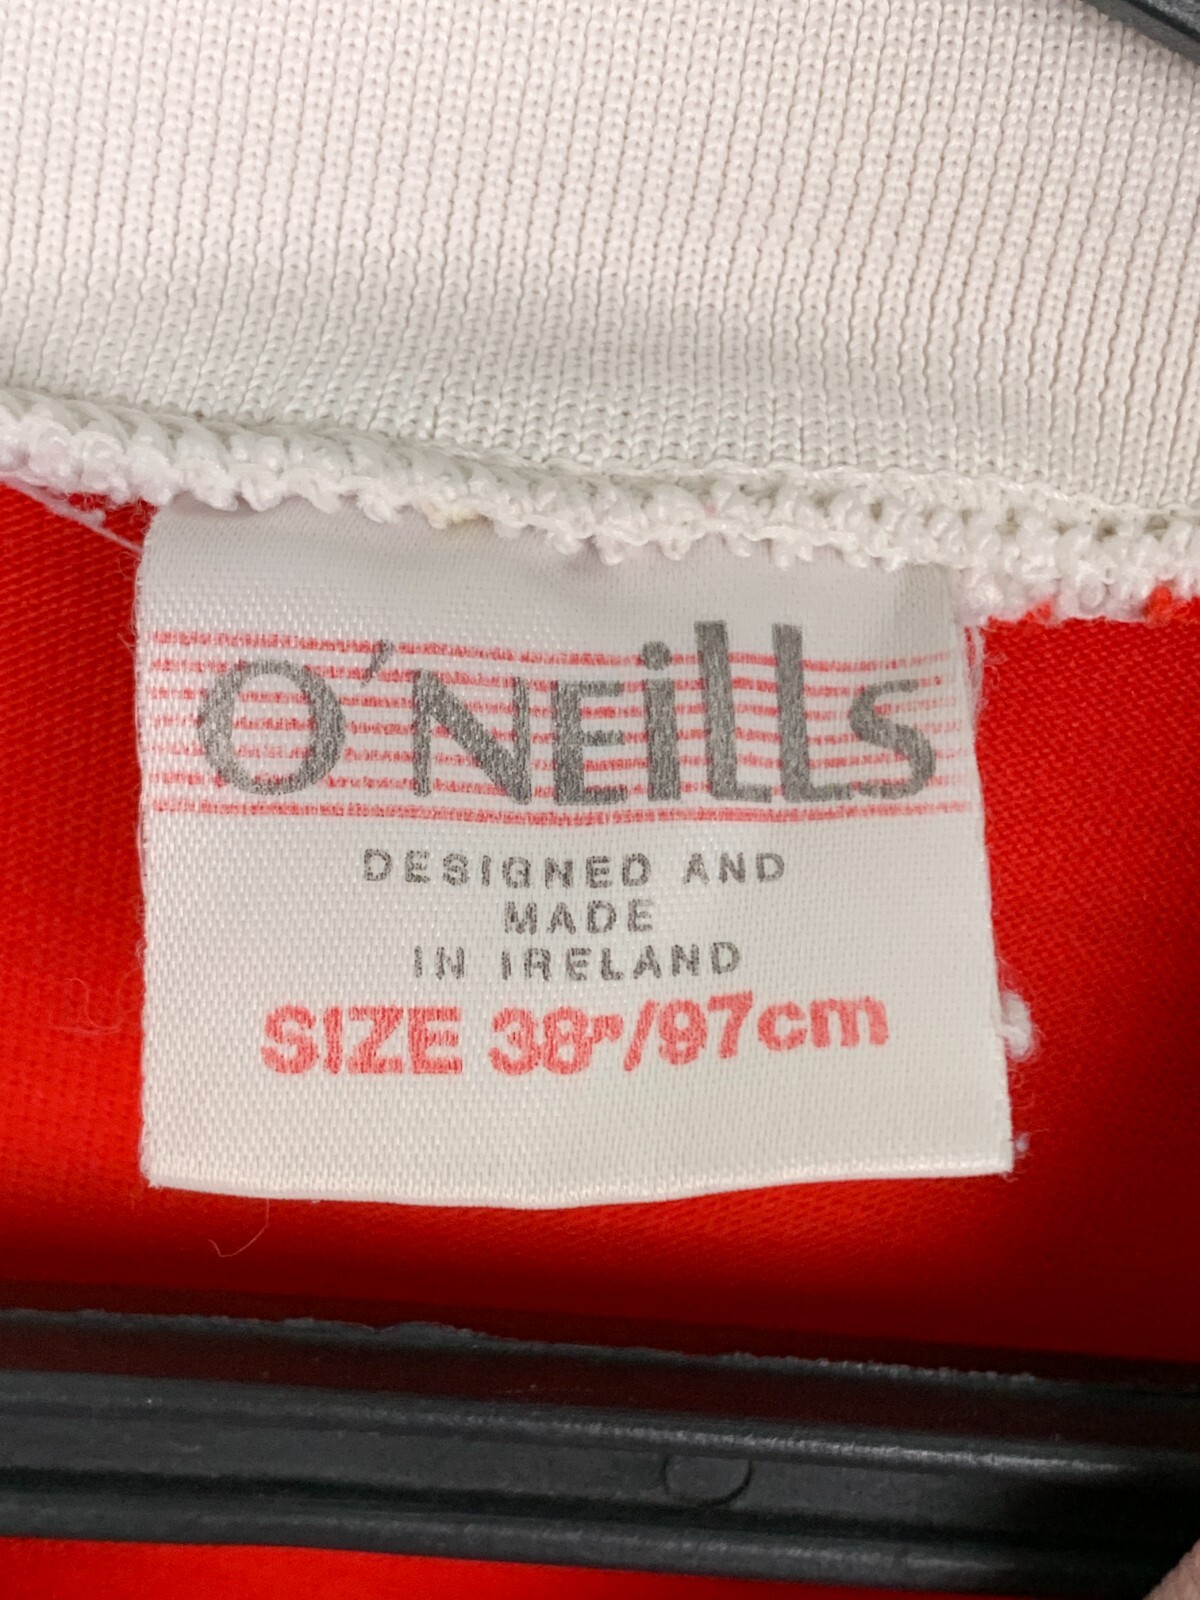 O'NEiLLS
DESIGNED AND
MADE
IN IRELAND
SIZE 38"/97cm